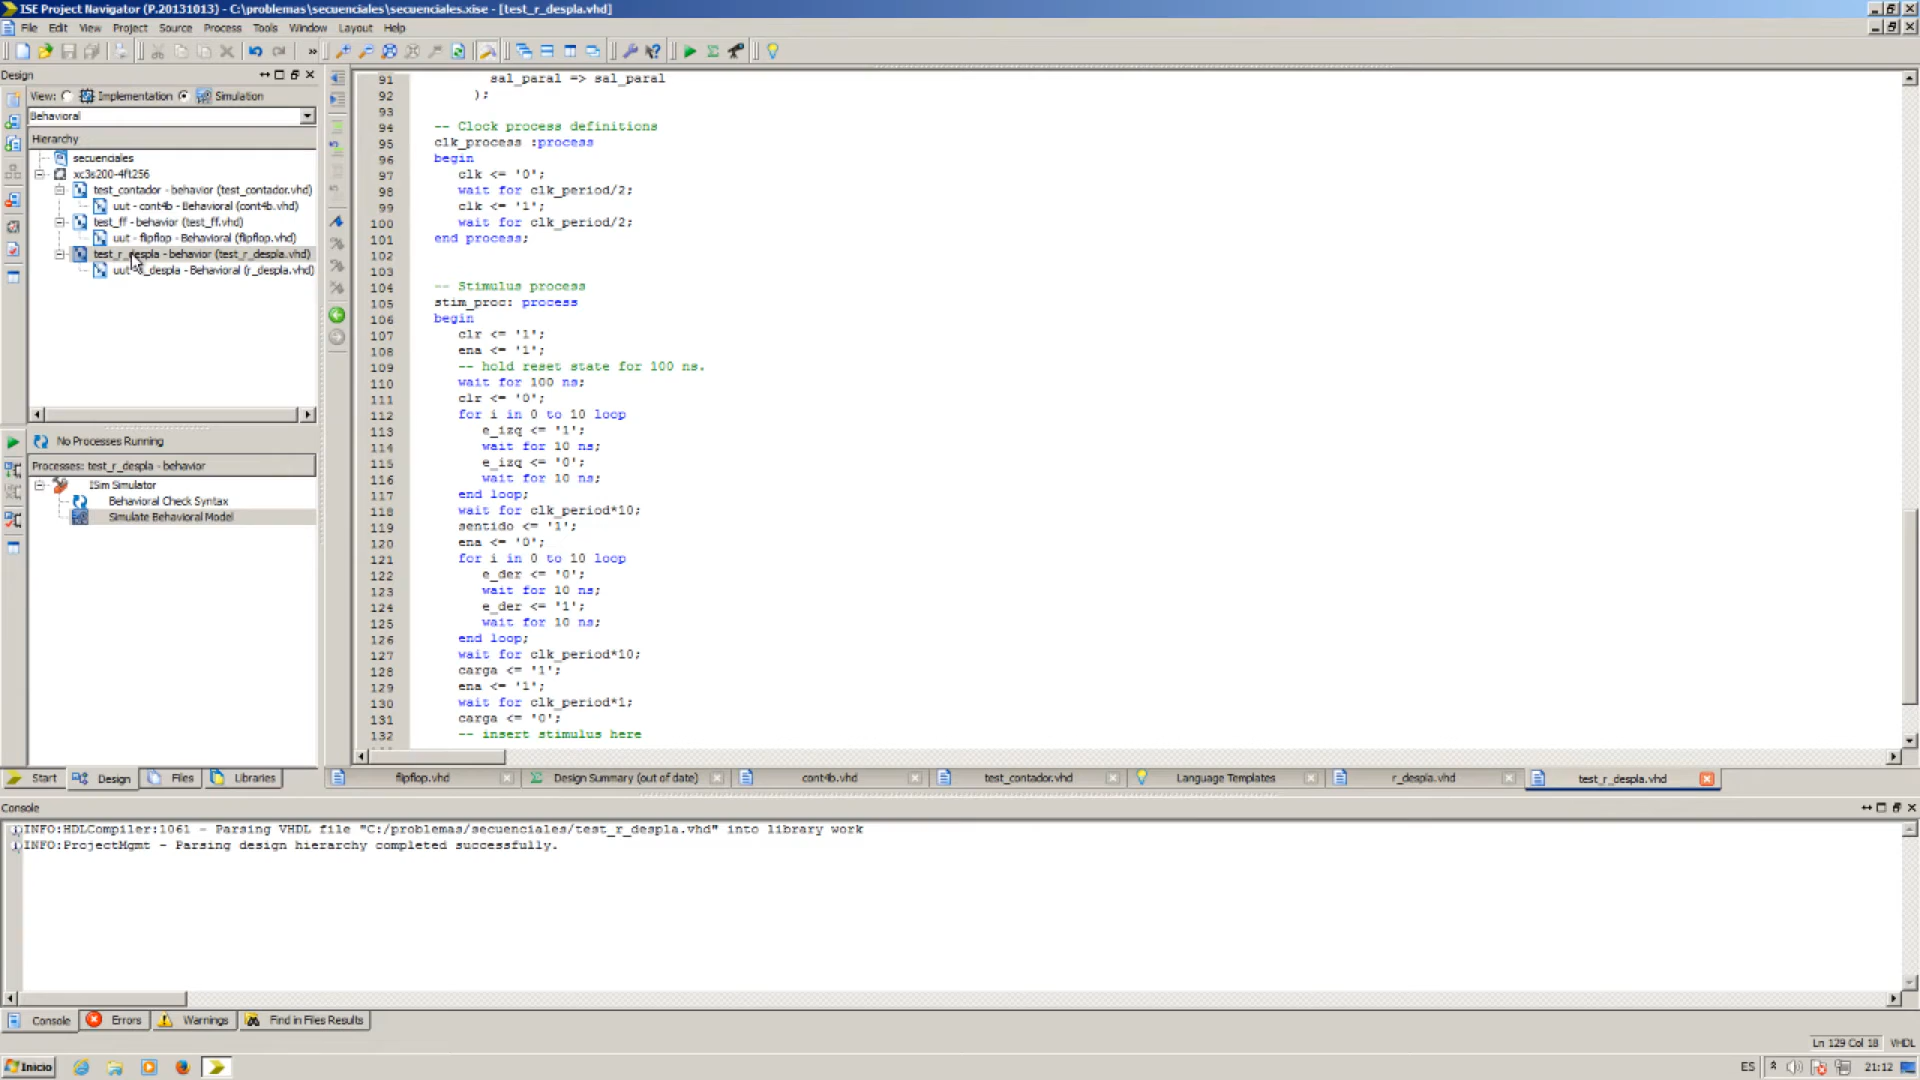 ISE Project Navigator (P.20131013) - C:\problemas\secuenciales\secuenciales.xise - [test_r_despla.vhd]
File Edit View Project Source Process Tools Window Layout Help
Design
View: Implementation Simulation
Behavioral
Hierarchy
secuenciales
xc3s200-4ft256
test_contador - behavior (test_contador.vhd)
uut - cont4b - Behavioral (cont4b.vhd)
test_ff - behavior (test_ff.vhd)
uut - flipflop - Behavioral (flipflop.vhd)
test_r_despla - behavior (test_r_despla.vhd)
uut - r_despla - Behavioral (r_despla.vhd)
No Processes Running
Processes: test_r_despla - behavior
ISim Simulator
Behavioral Check Syntax
Simulate Behavioral Model
Start Design Files Libraries
91 sal_paral => sal_paral
92 );
93
94 -- Clock process definitions
95 clk_process :process
96 begin
97 clk <= '0';
98 wait for clk_period/2;
99 clk <= '1';
100 wait for clk_period/2;
101 end process;
102
103
104 -- Stimulus process
105 stim_proc: process
106 begin
107 clr <= '1';
108 ena <= '1';
109 -- hold reset state for 100 ns.
110 wait for 100 ns;
111 clr <= '0';
112 for i in 0 to 10 loop
113 e_izq <= '1';
114 wait for 10 ns;
115 e_izq <= '0';
116 wait for 10 ns;
117 end loop;
118 wait for clk_period*10;
119 sentido <= '1';
120 ena <= '0';
121 for i in 0 to 10 loop
122 e_der <= '0';
123 wait for 10 ns;
124 e_der <= '1';
125 wait for 10 ns;
126 end loop;
127 wait for clk_period*10;
128 carga <= '1';
129 ena <= '1';
130 wait for clk_period*1;
131 carga <= '0';
132 -- insert stimulus here
flipflop.vhd Design Summary (out of date) cont4b.vhd test_contador.vhd Language Templates r_despla.vhd test_r_despla.vhd
Console
INFO:HDLCompiler:1061 - Parsing VHDL file "C:/problemas/secuenciales/test_r_despla.vhd" into library work
INFO:ProjectMgmt - Parsing design hierarchy completed successfully.
Console Errors Warnings Find in Files Results
Ln 129 Col 18 VHDL
Inicio ES 21:12